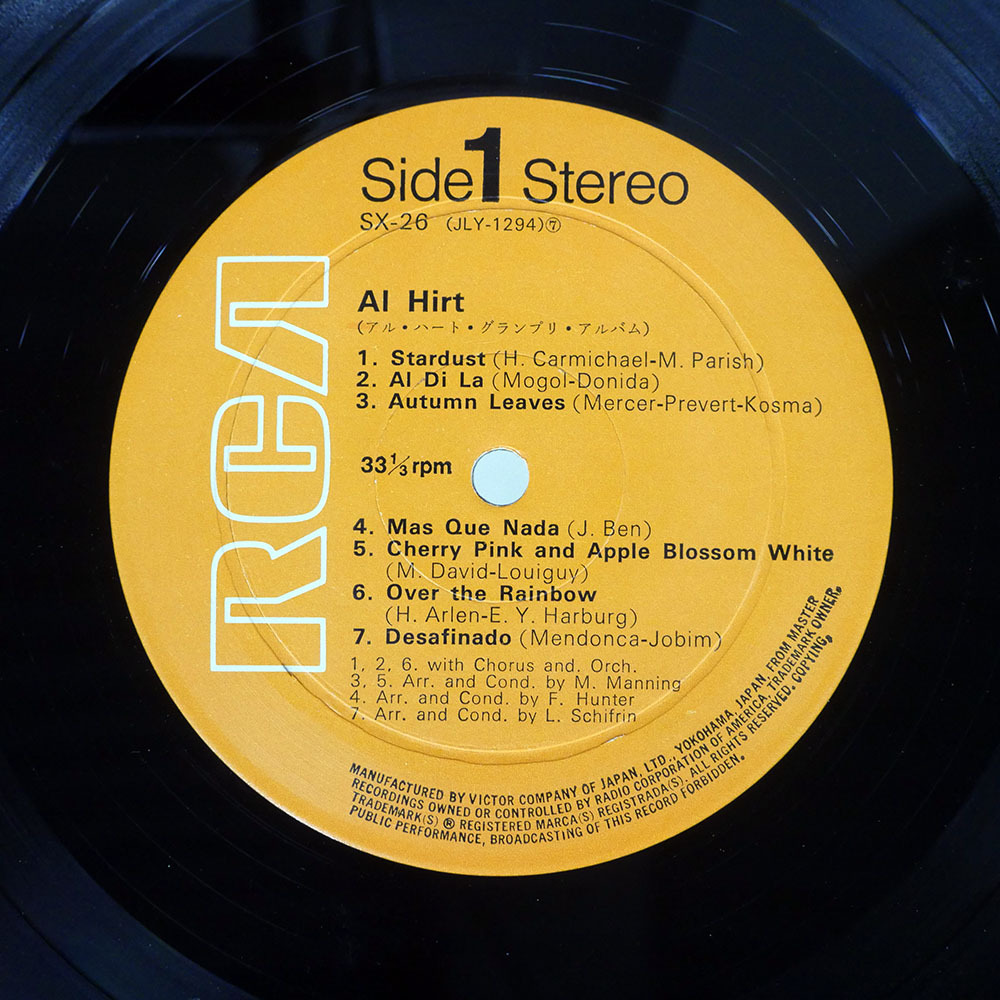 Side 1 Stereo
SX-26 (JLY-1294)⑦
RCA
Al Hirt
(アル・ハート・グランプリ・アルバム)
1. Stardust (H. Carmichael-M. Parish)
2. Al Di La (Mogol-Donida)
3. Autumn Leaves (Mercer-Prevert-Kosma)
33⅓ rpm
4. Mas Que Nada (J. Ben)
5. Cherry Pink and Apple Blossom White
(M. David-Louiguy)
6. Over the Rainbow
(H. Arlen-E. Y. Harburg)
7. Desafinado (Mendonca-Jobim)
1, 2, 6. with Chorus and. Orch.
3, 5. Arr. and Cond. by M. Manning
4. Arr. and Cond. by F. Hunter
7. Arr. and Cond. by L. Schifrin
MANUFACTURED BY VICTOR COMPANY OF JAPAN, LTD., YOKOHAMA, JAPAN, FROM MASTER
RECORDINGS OWNED OR CONTROLLED BY RADIO CORPORATION OF AMERICA, TRADEMARK OWNER.
TRADEMARK(S) ® REGISTERED MARCA(S) REGISTRADA(S). ALL RIGHTS RESERVED. COPYING,
PUBLIC PERFORMANCE, BROADCASTING OF THIS RECORD FORBIDDEN.